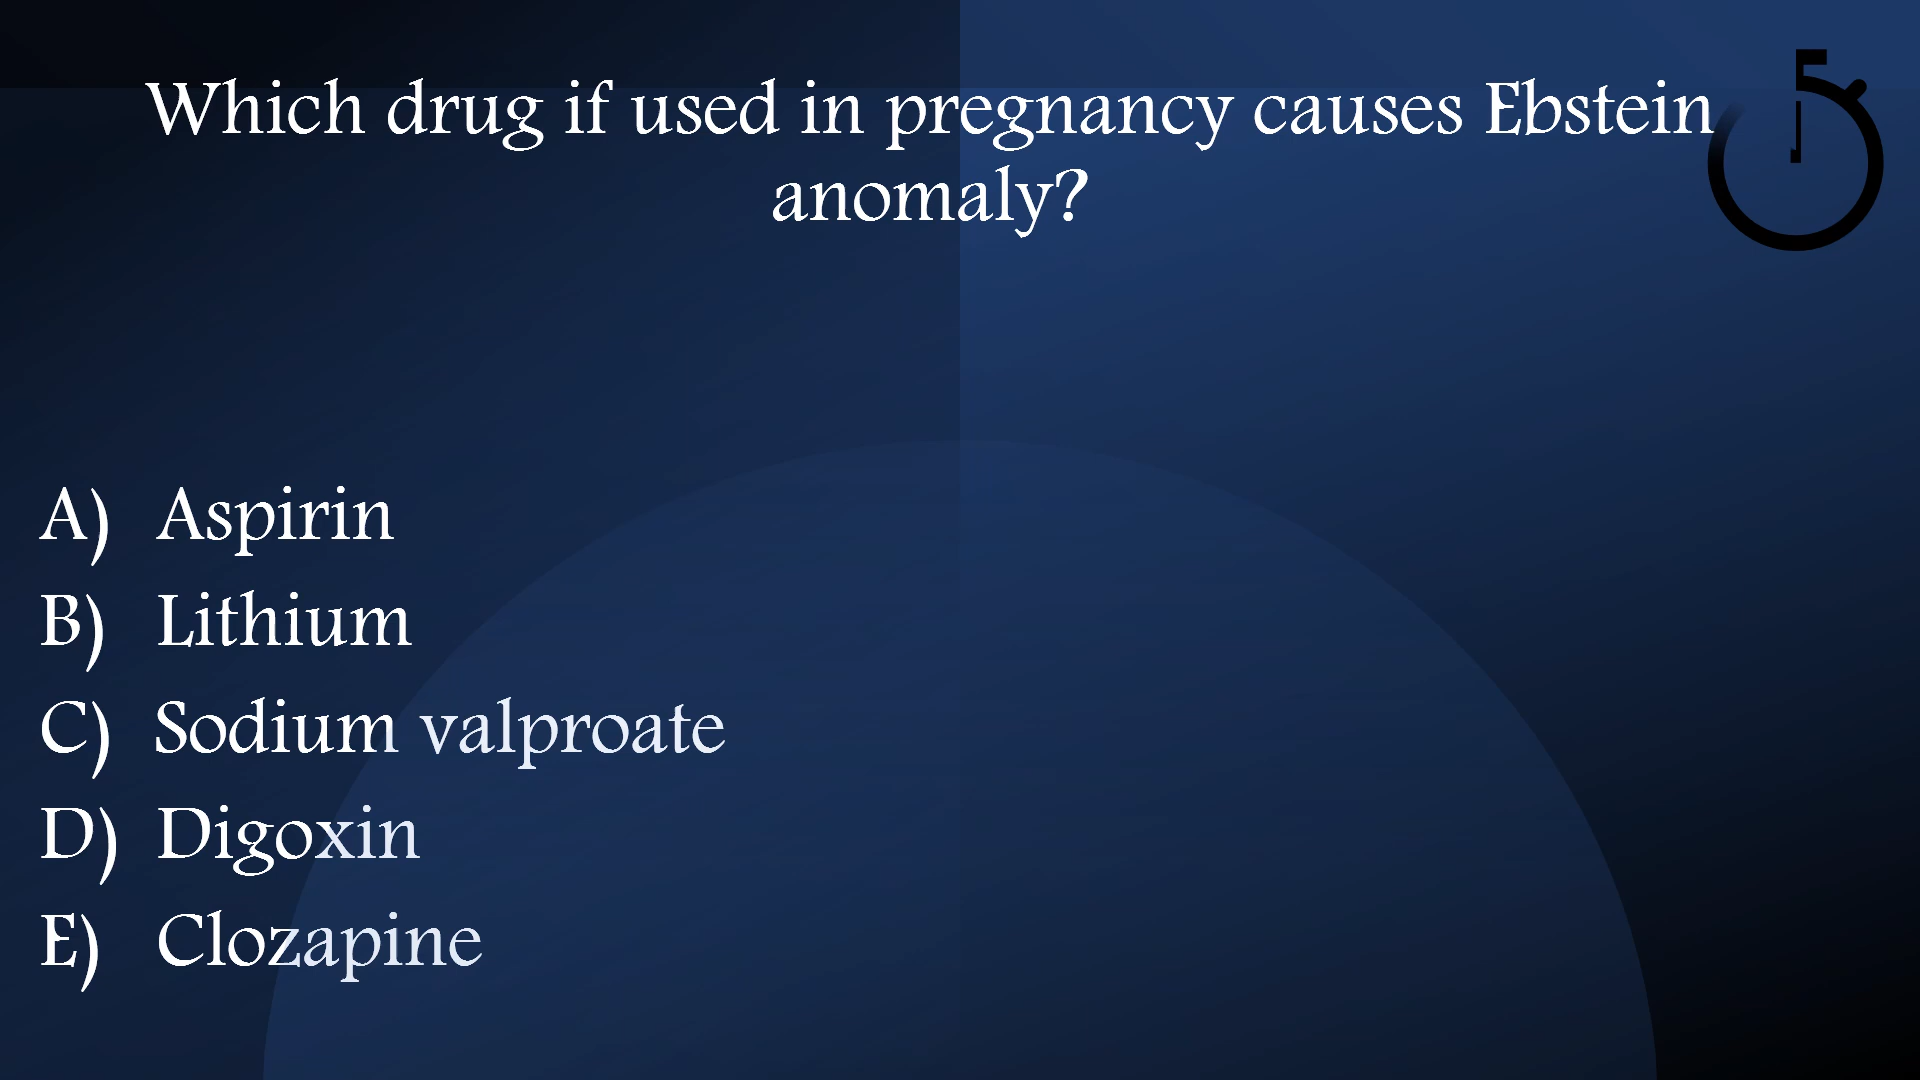 Which drug if used in pregnancy causes Ebstein
anomaly?
A) Aspirin
B) Lithium
C) Sodium valproate
D) Digoxin
E) Clozapine